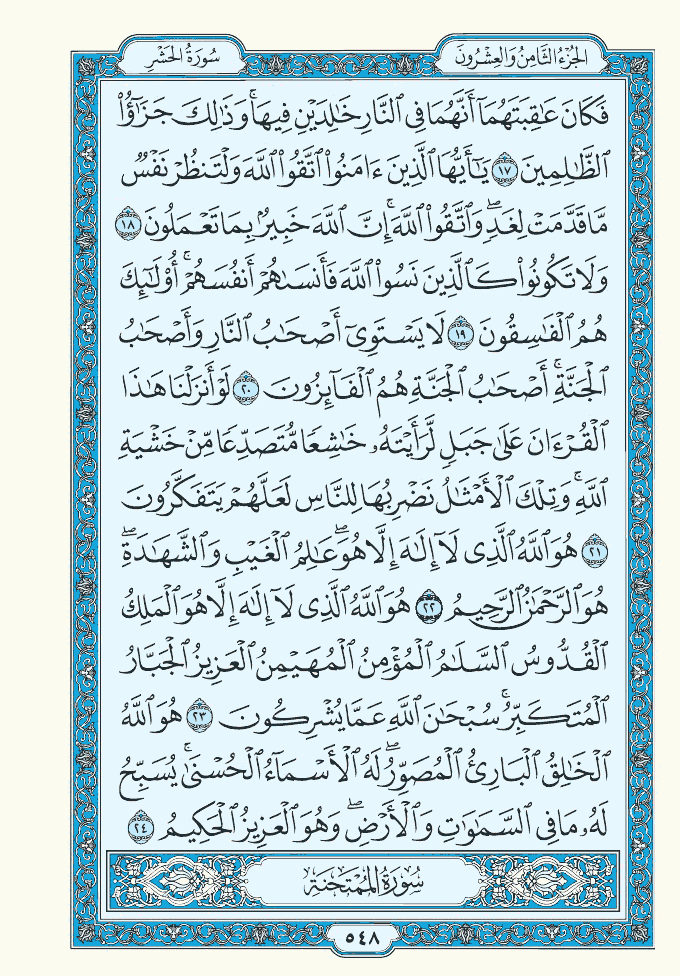 الجُزْءُ الثَّامِنُ وَالعِشْرُونَ
سُورَةُ الحَشْرِ
فَكَانَ عَٰقِبَتَهُمَآ أَنَّهُمَا فِي ٱلنَّارِ خَٰلِدَيْنِ فِيهَاۚ وَذَٰلِكَ جَزَٰٓؤُاْ
ٱلظَّٰلِمِينَ ١٧ يَٰٓأَيُّهَا ٱلَّذِينَ ءَامَنُواْ ٱتَّقُواْ ٱللَّهَ وَلْتَنظُرْ نَفْسٌ
مَّا قَدَّمَتْ لِغَدٍۖ وَٱتَّقُواْ ٱللَّهَۚ إِنَّ ٱللَّهَ خَبِيرُۢ بِمَا تَعْمَلُونَ ١٨
وَلَا تَكُونُواْ كَٱلَّذِينَ نَسُواْ ٱللَّهَ فَأَنسَىٰهُمْ أَنفُسَهُمْۚ أُوْلَٰٓئِكَ
هُمُ ٱلْفَٰسِقُونَ ١٩ لَا يَسْتَوِيٓ أَصْحَٰبُ ٱلنَّارِ وَأَصْحَٰبُ
ٱلْجَنَّةِۚ أَصْحَٰبُ ٱلْجَنَّةِ هُمُ ٱلْفَآئِزُونَ ٢٠ لَوْ أَنزَلْنَا هَٰذَا
ٱلْقُرْءَانَ عَلَىٰ جَبَلٍ لَّرَأَيْتَهُۥ خَٰشِعًا مُّتَصَدِّعًا مِّنْ خَشْيَةِ
ٱللَّهِۚ وَتِلْكَ ٱلْأَمْثَٰلُ نَضْرِبُهَا لِلنَّاسِ لَعَلَّهُمْ يَتَفَكَّرُونَ
٢١ هُوَ ٱللَّهُ ٱلَّذِي لَآ إِلَٰهَ إِلَّا هُوَۖ عَٰلِمُ ٱلْغَيْبِ وَٱلشَّهَٰدَةِۖ
هُوَ ٱلرَّحْمَٰنُ ٱلرَّحِيمُ ٢٢ هُوَ ٱللَّهُ ٱلَّذِي لَآ إِلَٰهَ إِلَّا هُوَ ٱلْمَلِكُ
ٱلْقُدُّوسُ ٱلسَّلَٰمُ ٱلْمُؤْمِنُ ٱلْمُهَيْمِنُ ٱلْعَزِيزُ ٱلْجَبَّارُ
ٱلْمُتَكَبِّرُۚ سُبْحَٰنَ ٱللَّهِ عَمَّا يُشْرِكُونَ ٢٣ هُوَ ٱللَّهُ
ٱلْخَٰلِقُ ٱلْبَارِئُ ٱلْمُصَوِّرُۖ لَهُ ٱلْأَسْمَآءُ ٱلْحُسْنَىٰۚ يُسَبِّحُ
لَهُۥ مَا فِي ٱلسَّمَٰوَٰتِ وَٱلْأَرْضِۖ وَهُوَ ٱلْعَزِيزُ ٱلْحَكِيمُ ٢٤
سُورَةُ المُمْتَحنَةِ
٥٤٨